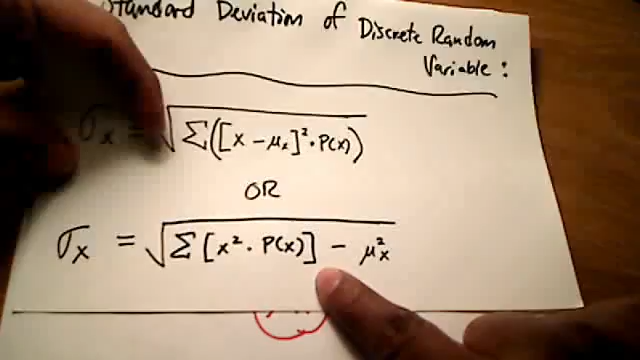 Standard Deviation of Discrete Random
Variable:
σx = √Σ([x - μx]² · P(x))
OR
σx = √Σ[x² · P(x)] - μx²